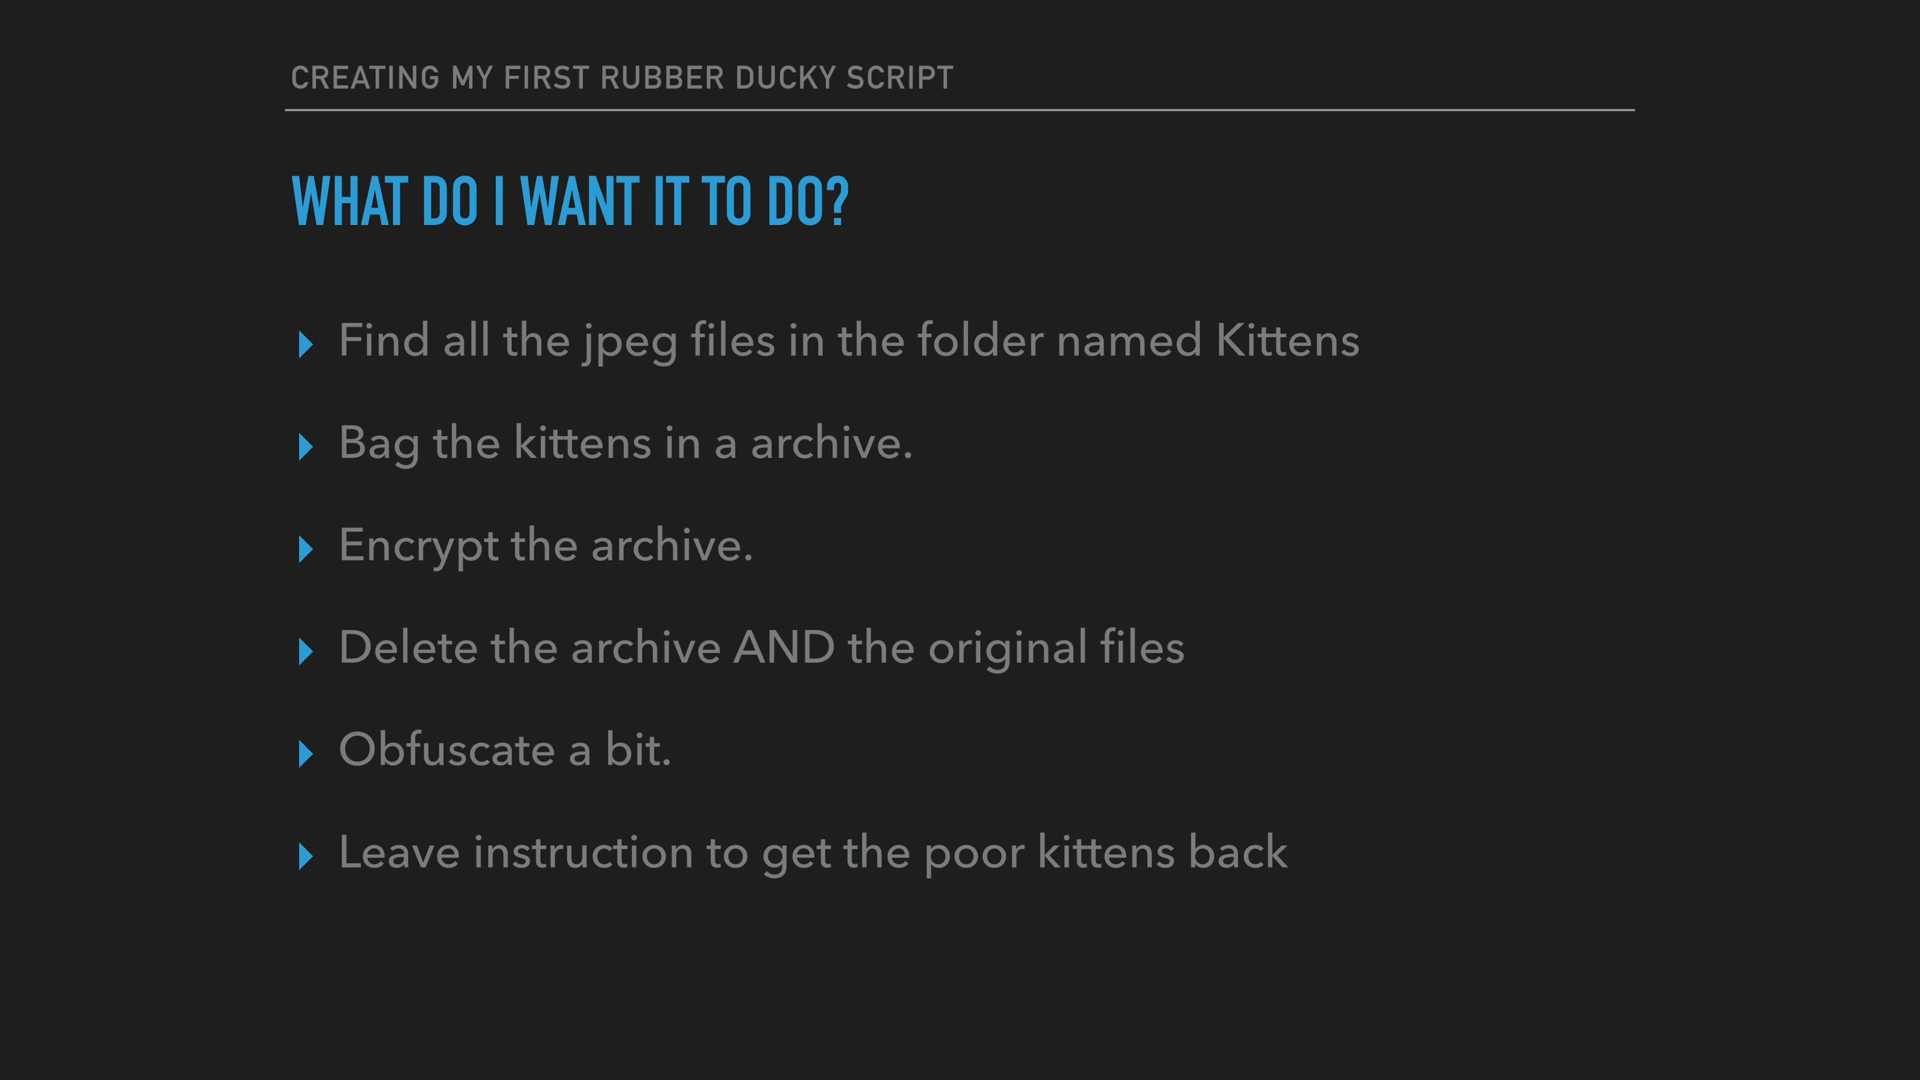 CREATING MY FIRST RUBBER DUCKY SCRIPT
WHAT DO I WANT IT TO DO?
Find all the jpeg files in the folder named Kittens
Bag the kittens in a archive.
Encrypt the archive.
Delete the archive AND the original files
Obfuscate a bit.
Leave instruction to get the poor kittens back